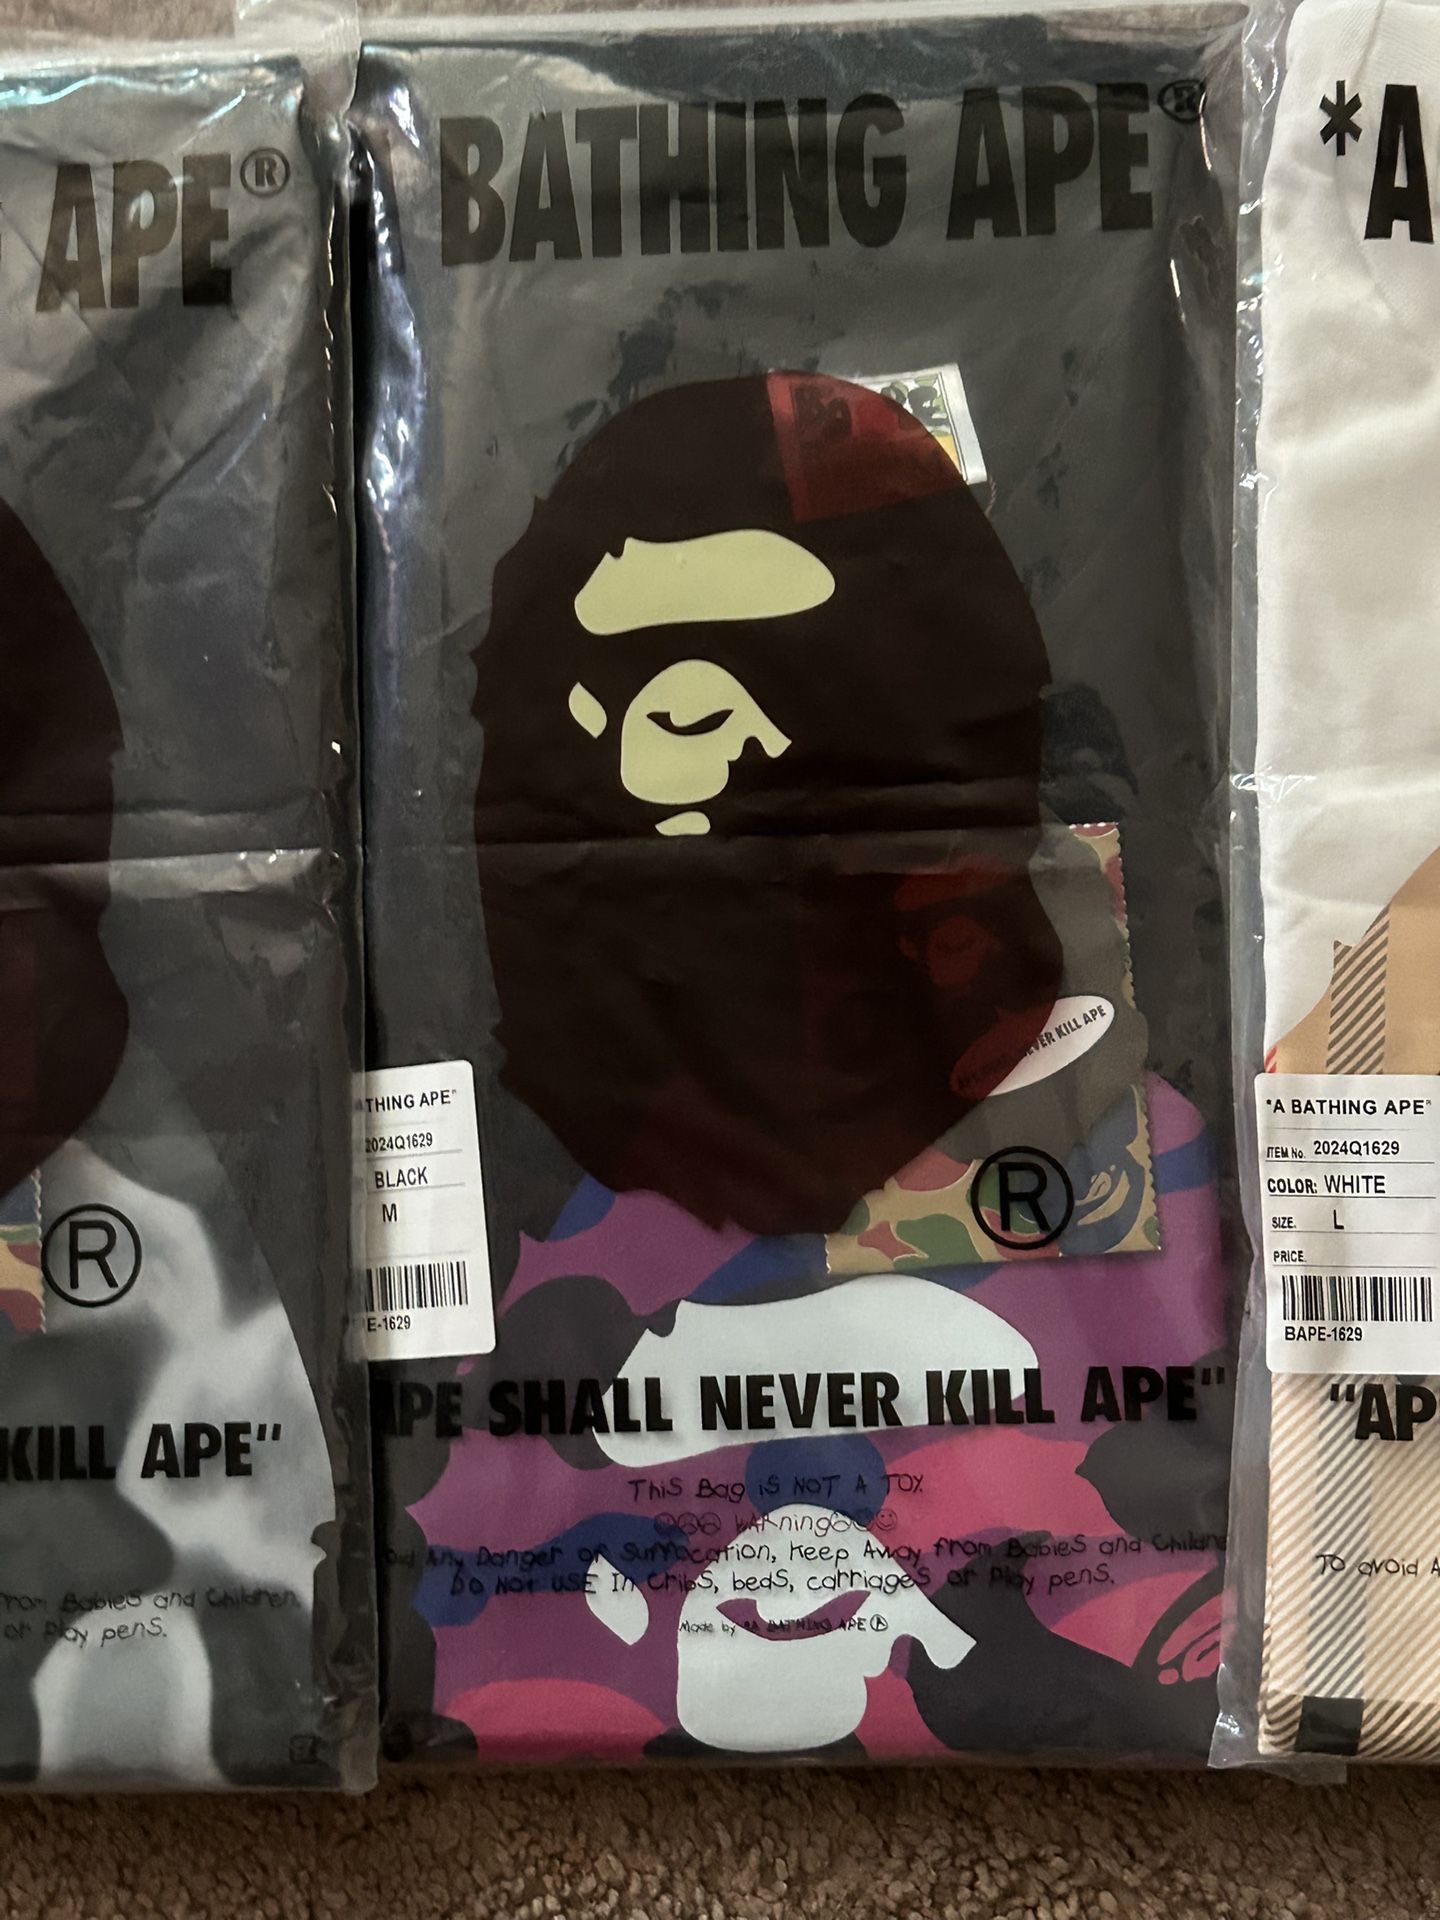 APE®
KILL APE"
from Babies and Children,
or Play pens.
®
BATHING APE®
NEVER KILL APE
®
THING APE"
2024Q1629
BLACK
M
E-1629
APE SHALL NEVER KILL APE"
THiS Bag iS NOT A TOY.
WARning
Avoid Any Danger of Suffocation, Keep Away from Babies and Childre
DO NOT USE In Cribs, beds, carriages or Play pens.
Made by *A BATHING APE®
*A
"A BATHING APE"
ITEM No. 2024Q1629
COLOR: WHITE
SIZE. L
PRICE.
BAPE-1629
"AP
TO avoid A